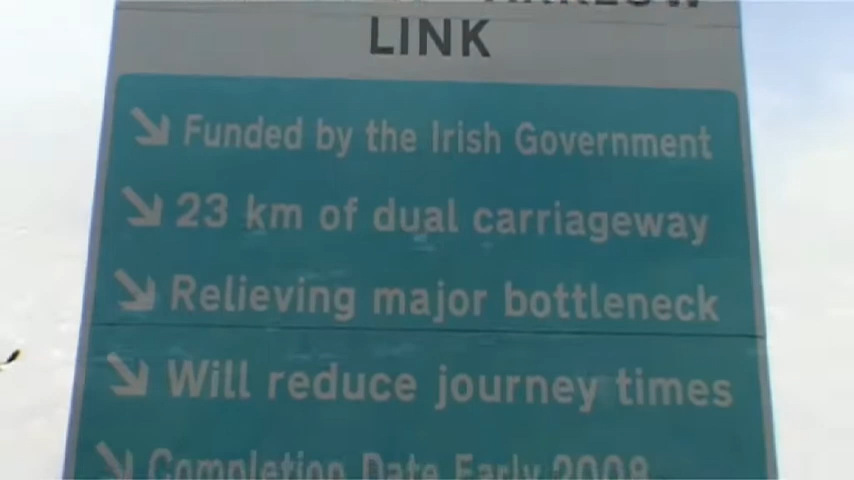 ARKLOW
LINK
Funded by the Irish Government
23 km of dual carriageway
Relieving major bottleneck
Will reduce journey times
Completion Date Early 2008